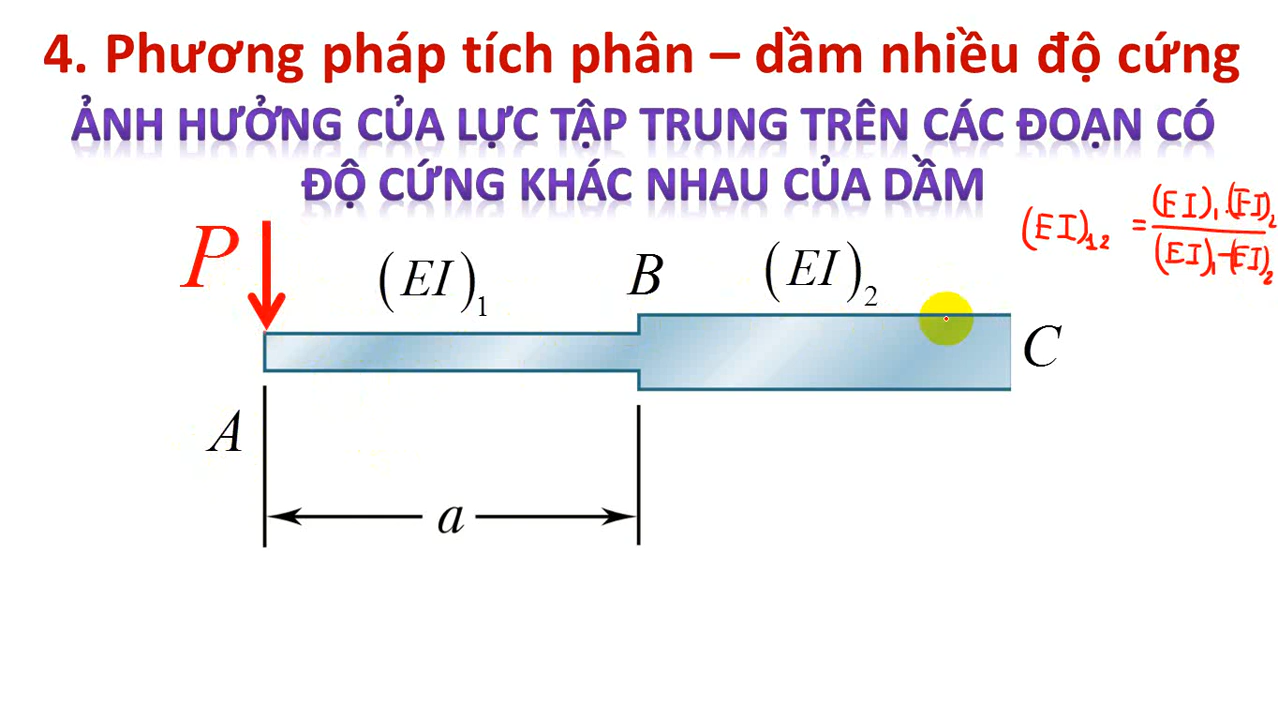 4. Phương pháp tích phân – dầm nhiều độ cứng
ẢNH HƯỞNG CỦA LỰC TẬP TRUNG TRÊN CÁC ĐOẠN CÓ
ĐỘ CỨNG KHÁC NHAU CỦA DẦM
(EI)₁₂ = (EI)₁.(EI)₂ / (EI)₁-(EI)₂
P
(EI)₁
B
(EI)₂
C
A
a